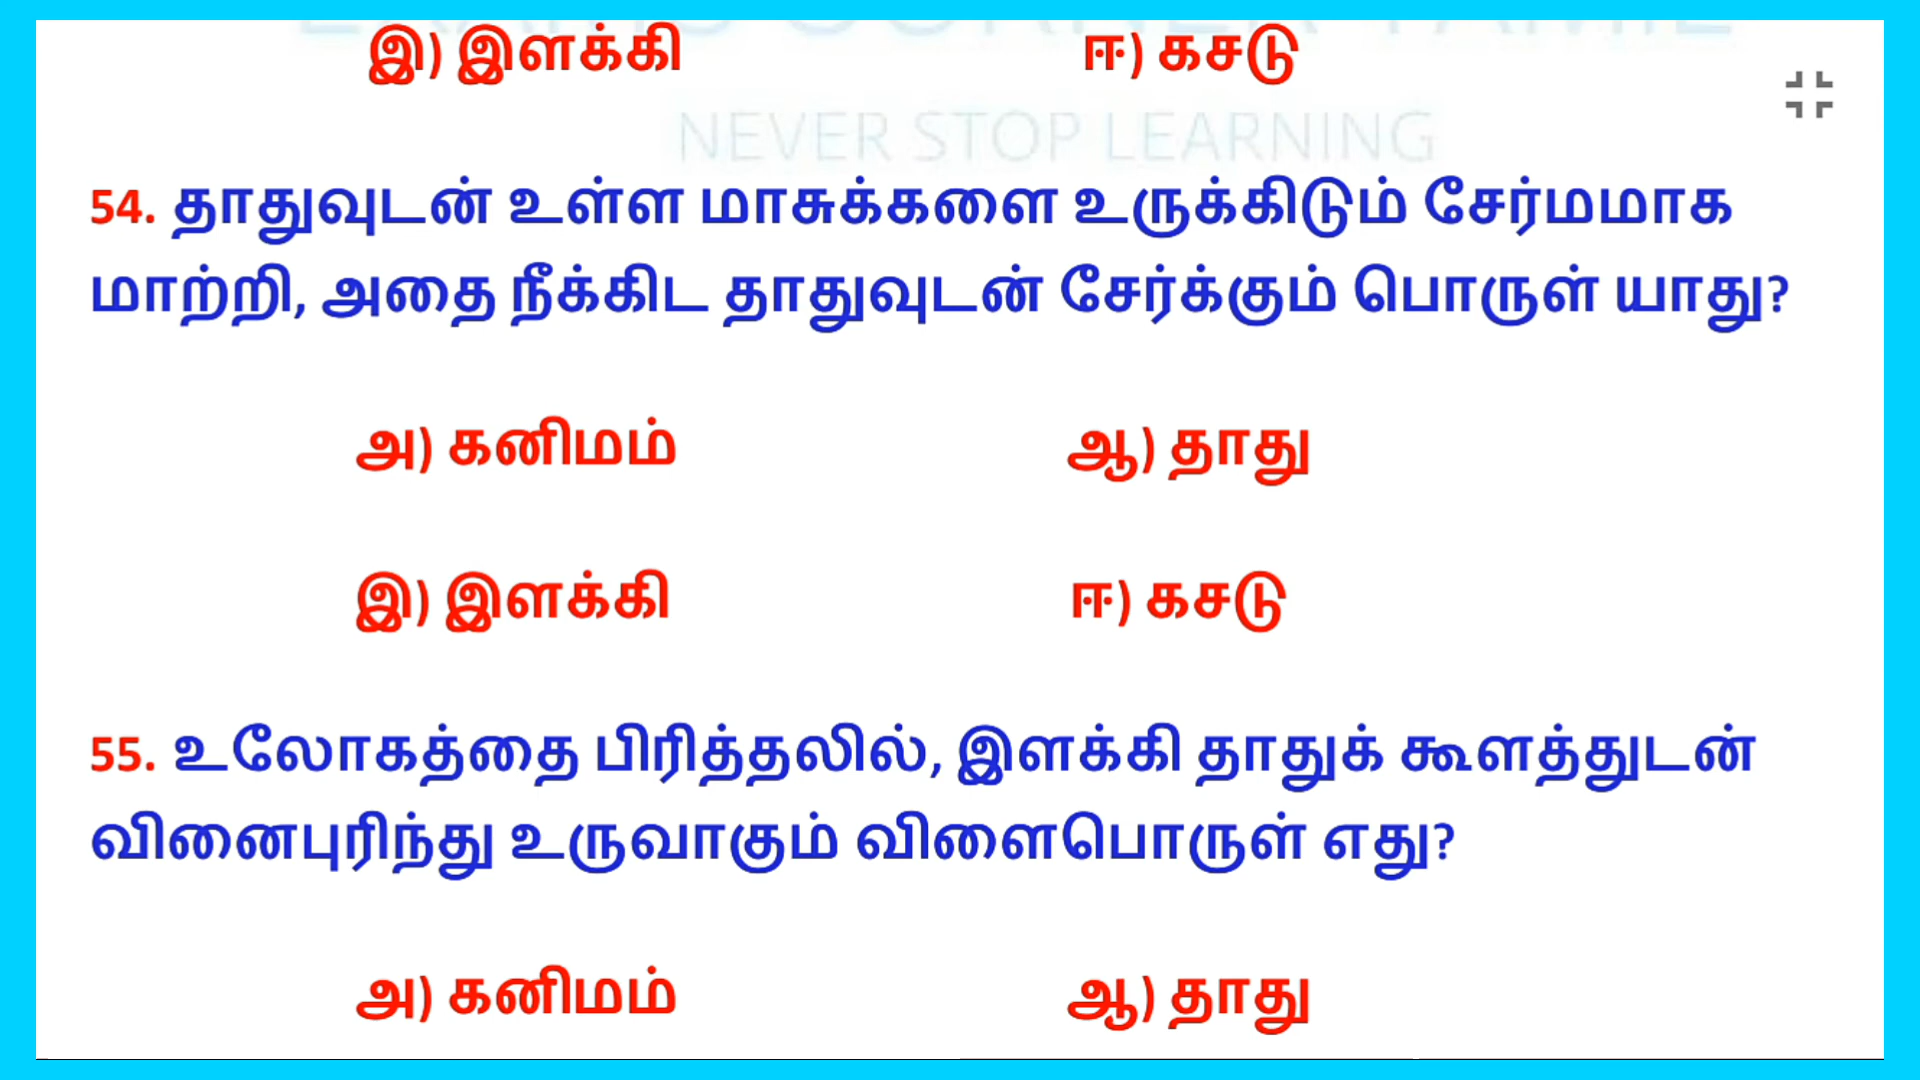 இ) இளக்கி ஈ) கசடு
NEVER STOP LEARNING
54. தாதுவுடன் உள்ள மாசுக்களை உருக்கிடும் சேர்மமாக
மாற்றி, அதை நீக்கிட தாதுவுடன் சேர்க்கும் பொருள் யாது?
அ) கனிமம் ஆ) தாது
இ) இளக்கி ஈ) கசடு
55. உலோகத்தை பிரித்தலில், இளக்கி தாதுக் கூளத்துடன்
வினைபுரிந்து உருவாகும் விளைபொருள் எது?
அ) கனிமம் ஆ) தாது